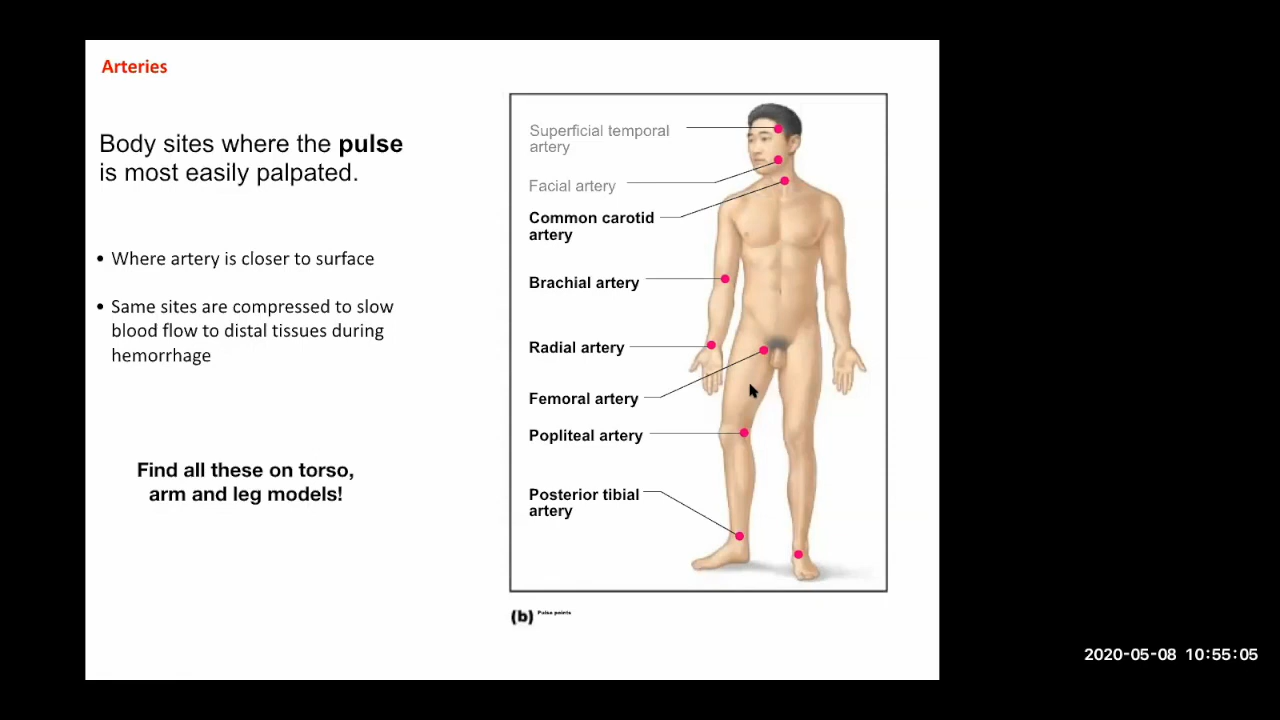 Arteries
Body sites where the pulse
is most easily palpated.
• Where artery is closer to surface
• Same sites are compressed to slow
blood flow to distal tissues during
hemorrhage
Find all these on torso,
arm and leg models!
Superficial temporal
artery
Facial artery
Common carotid
artery
Brachial artery
Radial artery
Femoral artery
Popliteal artery
Posterior tibial
artery
(b) Pulse points
2020-05-08 10:55:05